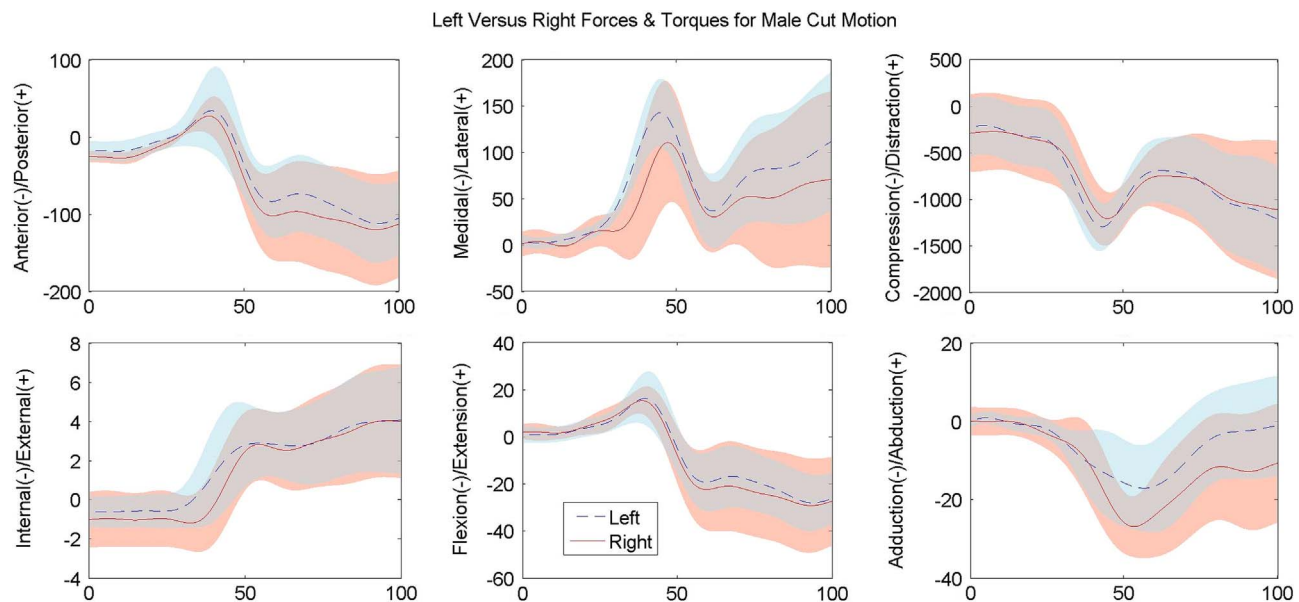 Left Versus Right Forces & Torques for Male Cut Motion
Anterior(-)/Posterior(+)
100
0
-100
-200
0 50 100
Medidal(-)/Lateral(+)
200
150
100
50
0
-50
0 50 100
Compression(-)/Distraction(+)
500
0
-500
-1000
-1500
-2000
0 50 100
Internal(-)/External(+)
8
6
4
2
0
-2
-4
0 50 100
Flexion(-)/Extension(+)
40
20
0
-20
-40
-60
0 50 100
Left
Right
Adduction(-)/Abduction(+)
20
0
-20
-40
0 50 100